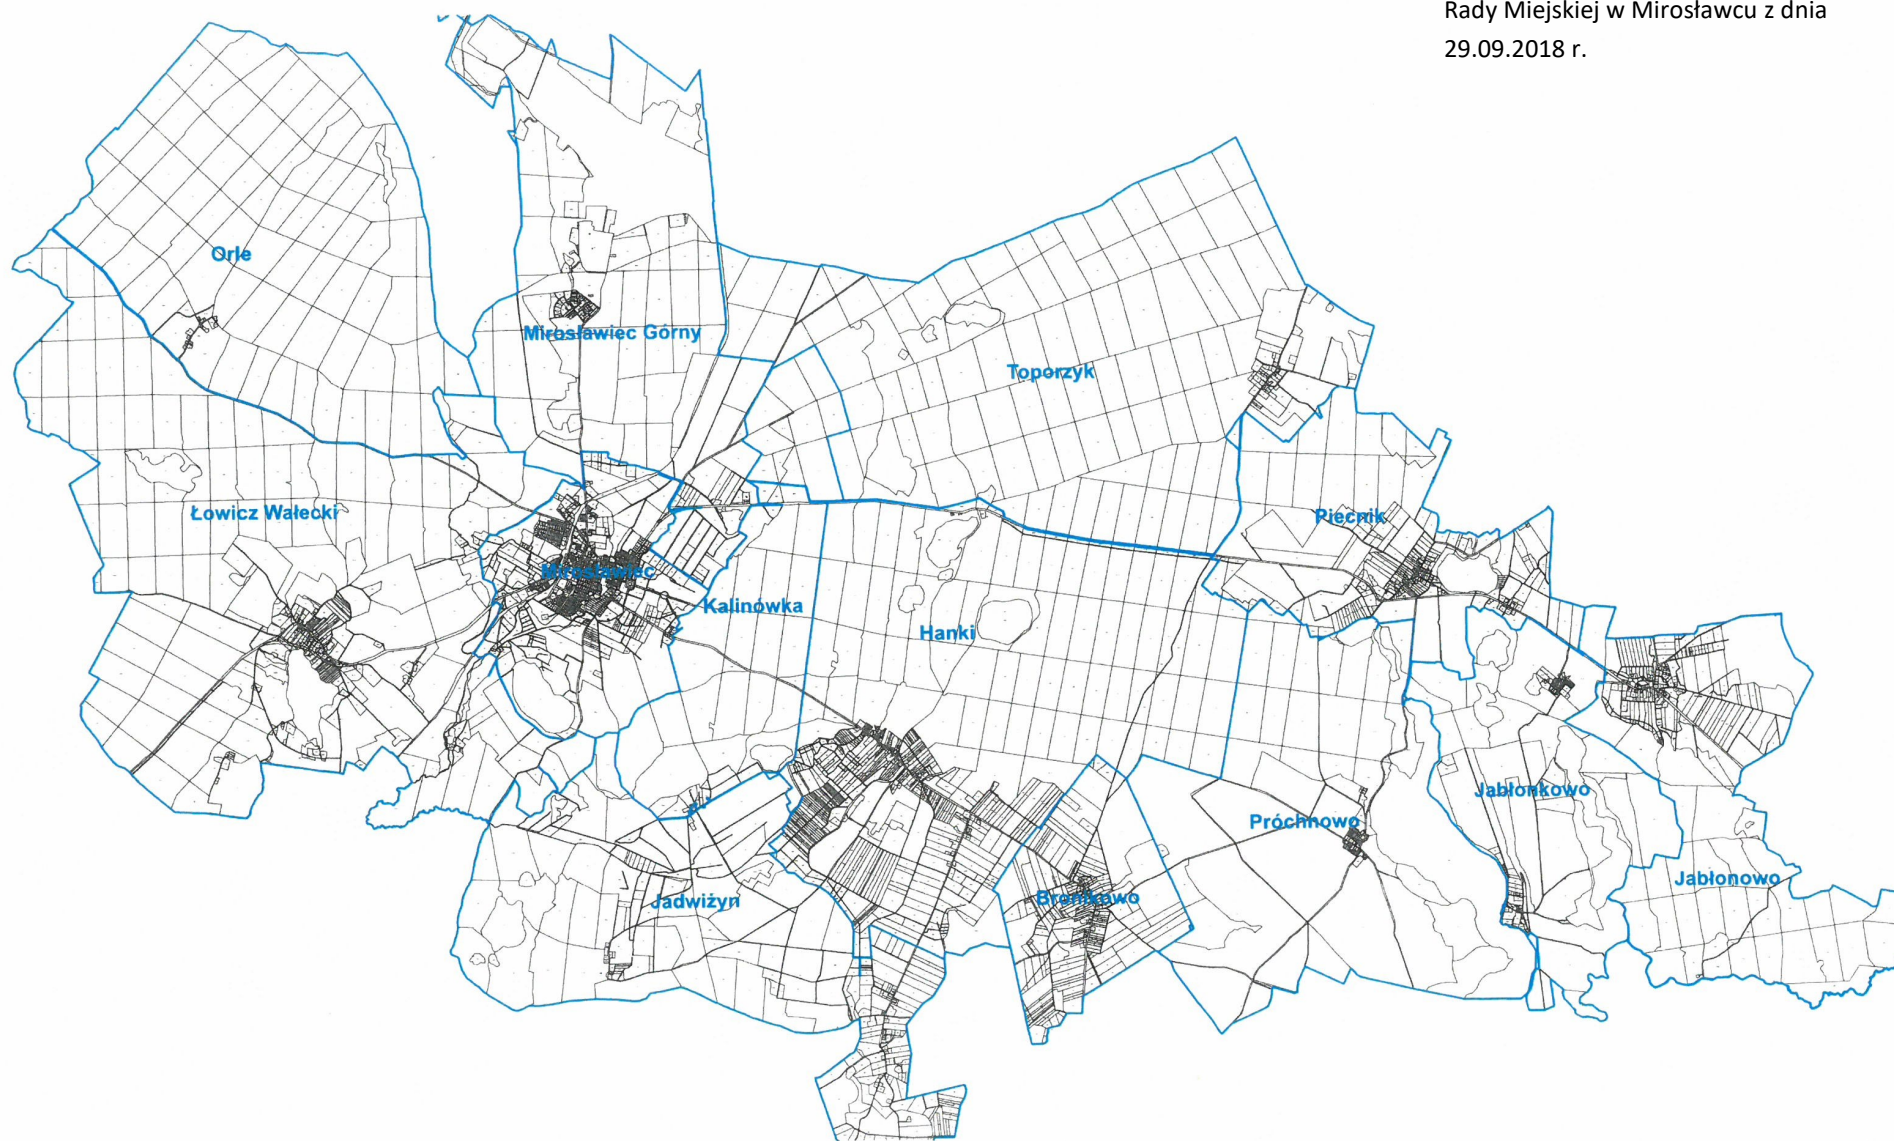 Rady Miejskiej w Mirosławcu z dnia
29.09.2018 r.
Orle
Mirosławiec Górny
Toporzyk
Łowicz Wałecki
Piecnik
Mirosławiec
Kalinówka
Hanki
Jabłonkowo
Próchnowo
Jabłonowo
Jadwiżyn
Bronikowo